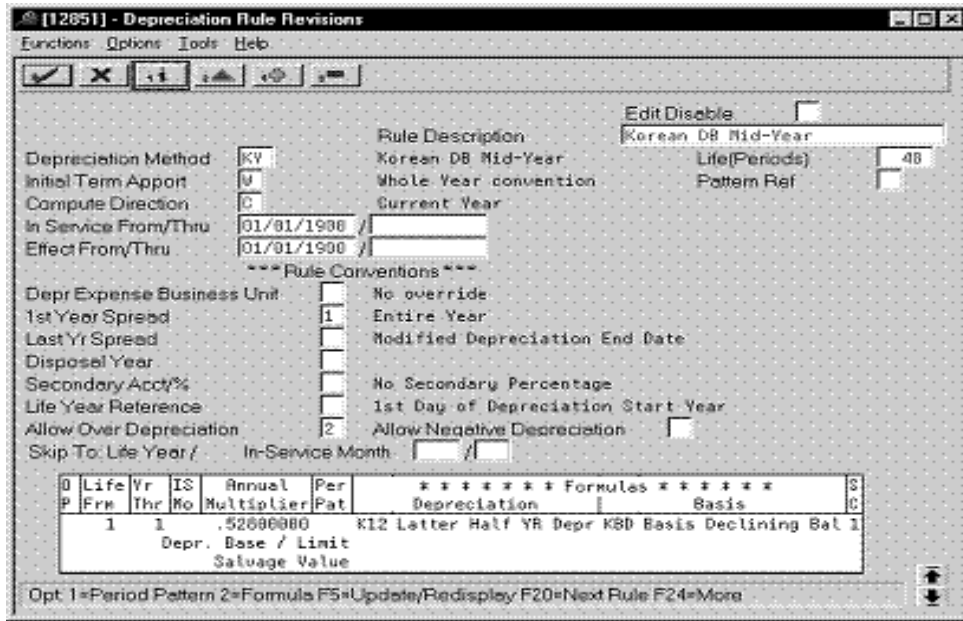 [12851] - Depreciation Rule Revisions
Functions Options Tools Help
Edit Disable
Rule Description Korean DB Mid-Year
Depreciation Method KY Korean DB Mid-Year Life(Periods) 48
Initial Term Apport W Whole Year convention Pattern Ref
Compute Direction C Current Year
In Service From/Thru 01/01/1900 /
Effect From/Thru 01/01/1900 /
*** Rule Conventions ***
Depr Expense Business Unit No override
1st Year Spread 1 Entire Year
Last Yr Spread Modified Depreciation End Date
Disposal Year
Secondary Acct/% No Secondary Percentage
Life Year Reference 1st Day of Depreciation Start Year
Allow Over Depreciation 2 Allow Negative Depreciation
Skip To: Life Year / In-Service Month /
O Life Yr IS Annual Per * * * * * * * Formulas * * * * * * S
P Frm Thr Mo Multiplier Pat Depreciation | Basis C
1 1 .52800000 K12 Latter Half YR Depr KBD Basis Declining Bal 1
Depr. Base / Limit
Salvage Value
Opt: 1=Period Pattern 2=Formula F5=Update/Redisplay F20=Next Rule F24=More